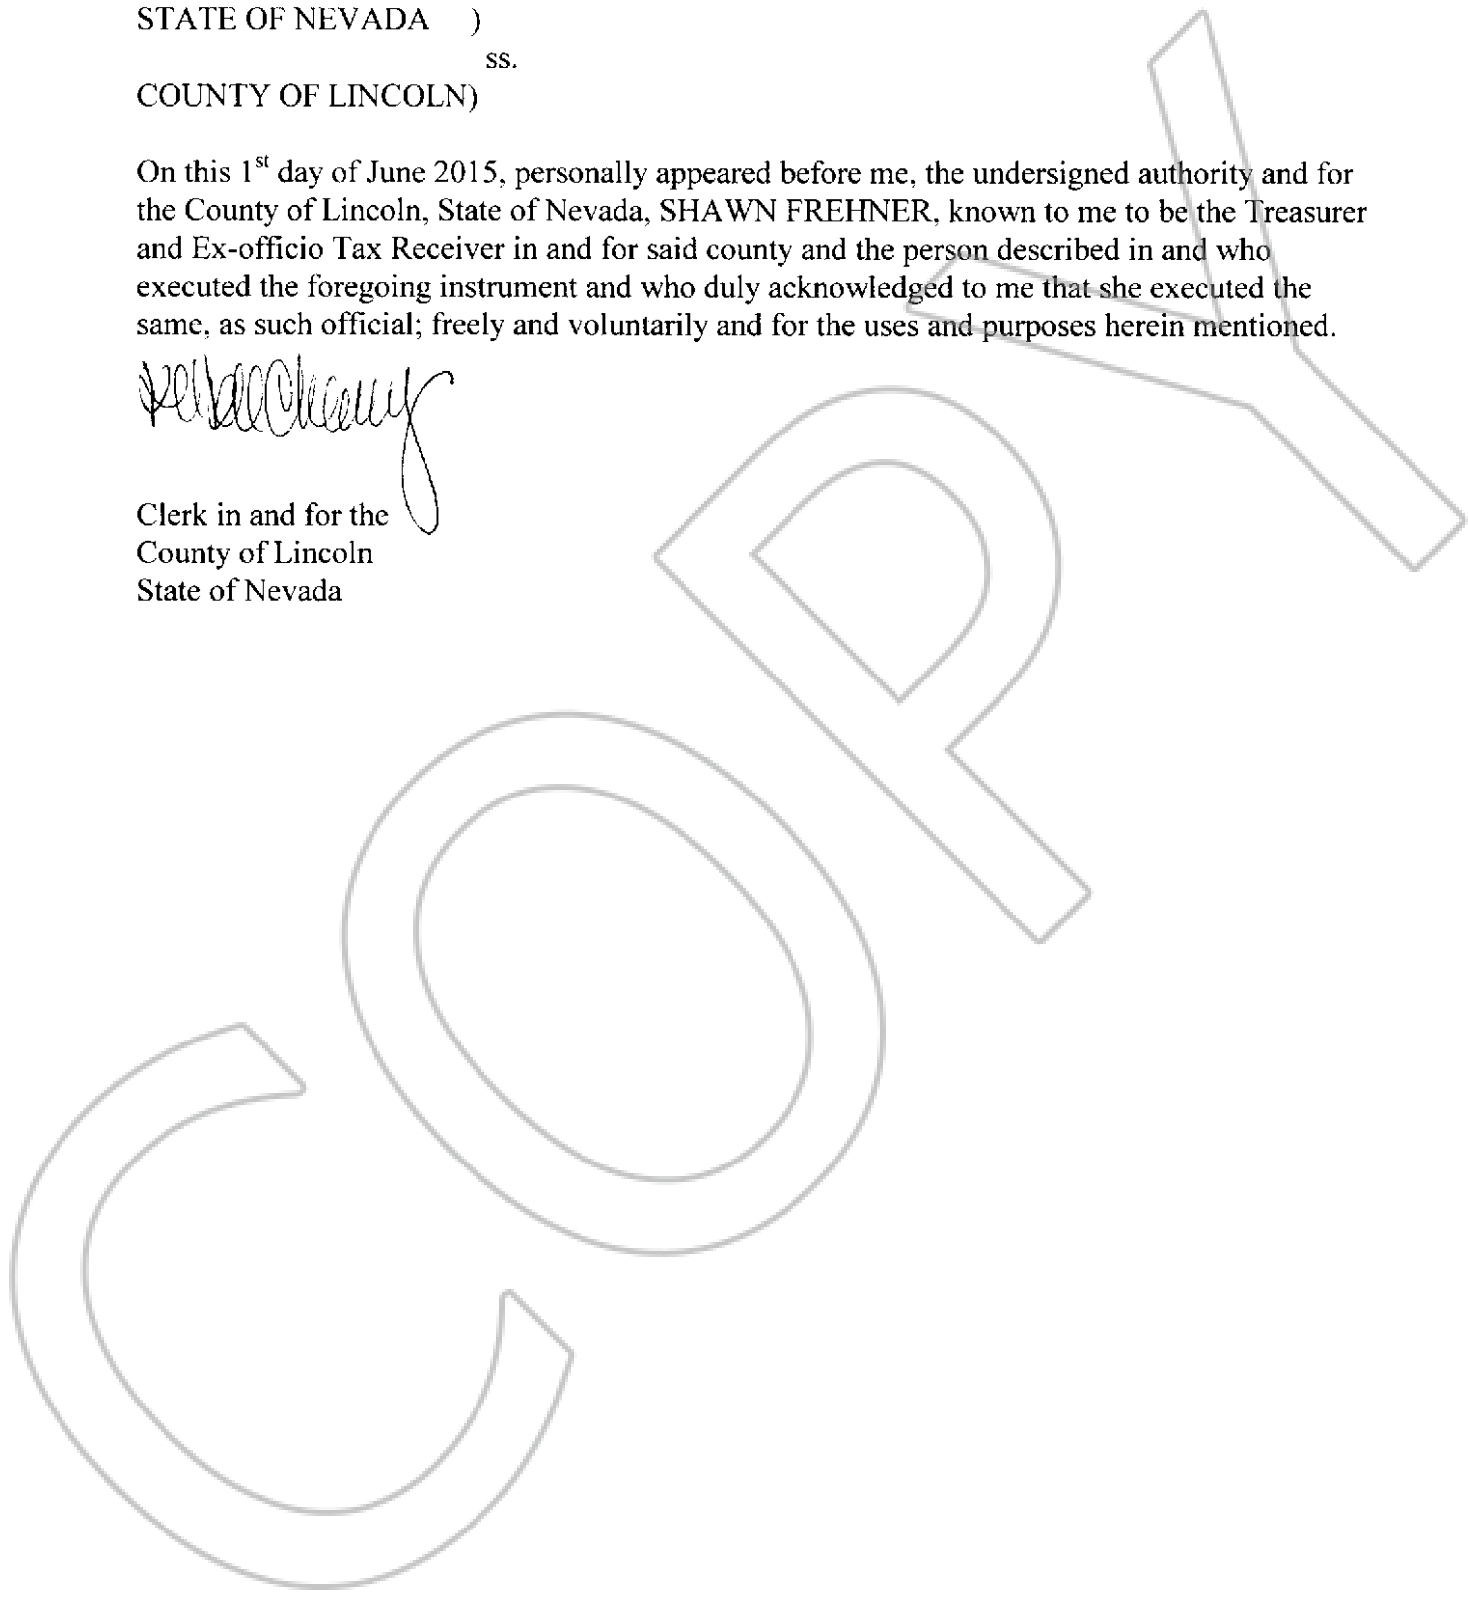 STATE OF NEVADA )
ss.
COUNTY OF LINCOLN)
On this 1st day of June 2015, personally appeared before me, the undersigned authority and for
the County of Lincoln, State of Nevada, SHAWN FREHNER, known to me to be the Treasurer
and Ex-officio Tax Receiver in and for said county and the person described in and who
executed the foregoing instrument and who duly acknowledged to me that she executed the
same, as such official; freely and voluntarily and for the uses and purposes herein mentioned.
Clerk in and for the
County of Lincoln
State of Nevada
COPY